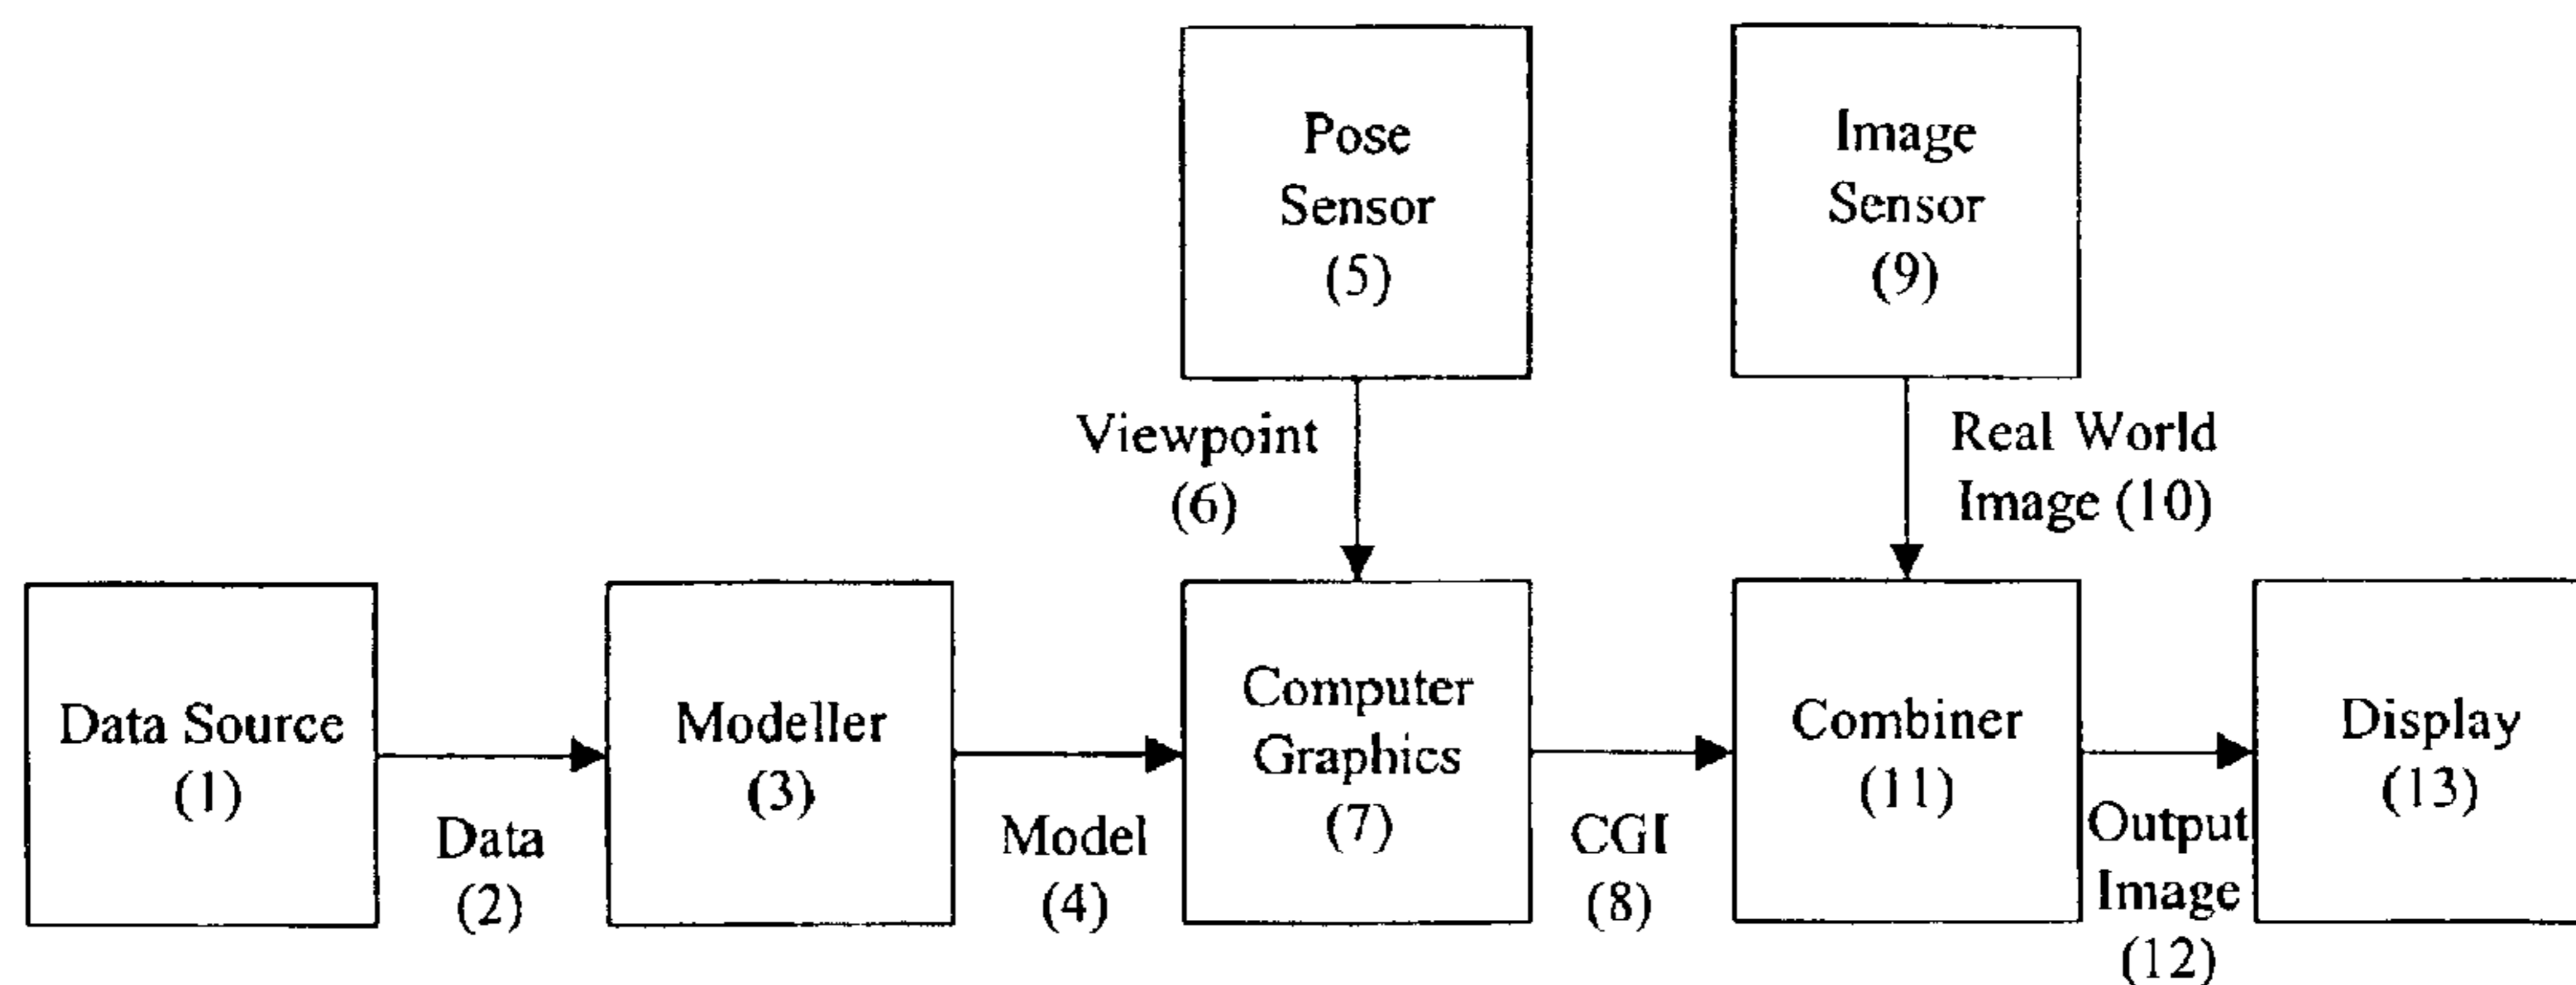 Pose
Sensor
(5)
Image
Sensor
(9)
Viewpoint
(6)
Real World
Image (10)
Data Source
(1)
Data
(2)
Modeller
(3)
Model
(4)
Computer
Graphics
(7)
CGI
(8)
Combiner
(11)
Output
Image
(12)
Display
(13)